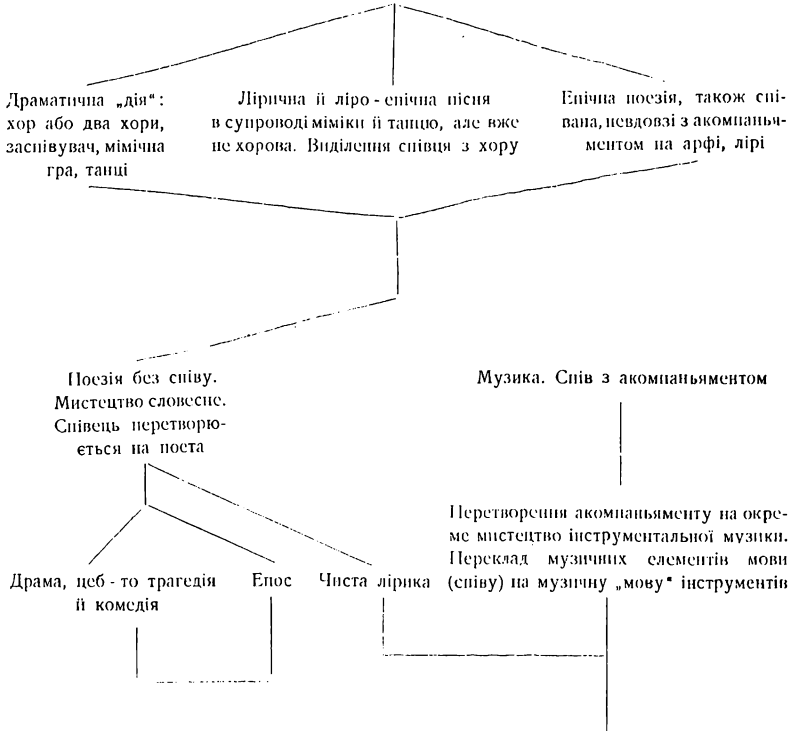 Драматична „дія“:
хор або два хори,
заспівувач, мімічна
гра, танці
Лірична й ліро-епічна пісня
в супроводі міміки й танцю, але вже
не хорова. Виділення співця з хору
Епічна поезія, також спі-
вана, невдовзі з акомпанья-
ментом на арфі, лірі
Поезія без співу.
Мистецтво словесне.
Співець перетворю-
ється на поета
Музика. Спів з акомпаньяментом
Перетворення акомпаньяменту на окре-
ме мистецтво інструментальної музики.
Переклад музичних елементів мови
(співу) на музичну „мову“ інструментів
Драма, цеб-то трагедія
й комедія
Епос
Чиста лірика